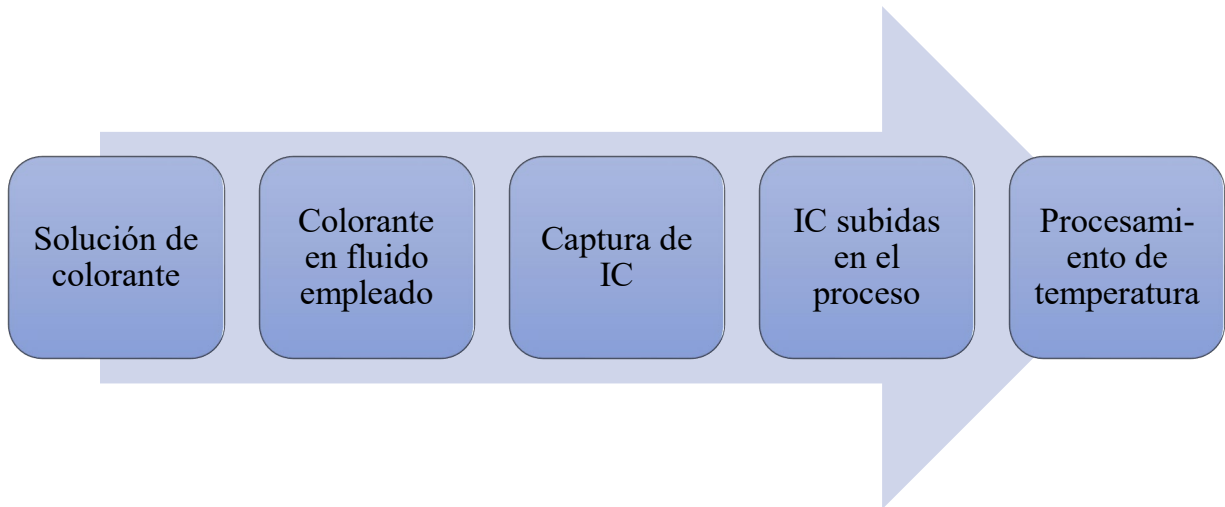 Solución de
colorante
Colorante
en fluido
empleado
Captura de
IC
IC subidas
en el
proceso
Procesami-
ento de
temperatura